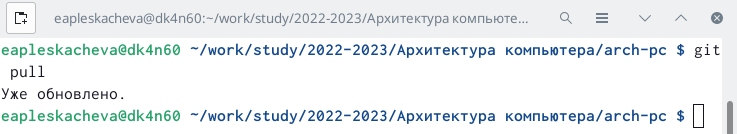 eapleskacheva@dk4n60:~/work/study/2022-2023/Архитектура компьюте...
eapleskacheva@dk4n60 ~/work/study/2022-2023/Архитектура компьютера/arch-pc $ git
pull
Уже обновлено.
eapleskacheva@dk4n60 ~/work/study/2022-2023/Архитектура компьютера/arch-pc $